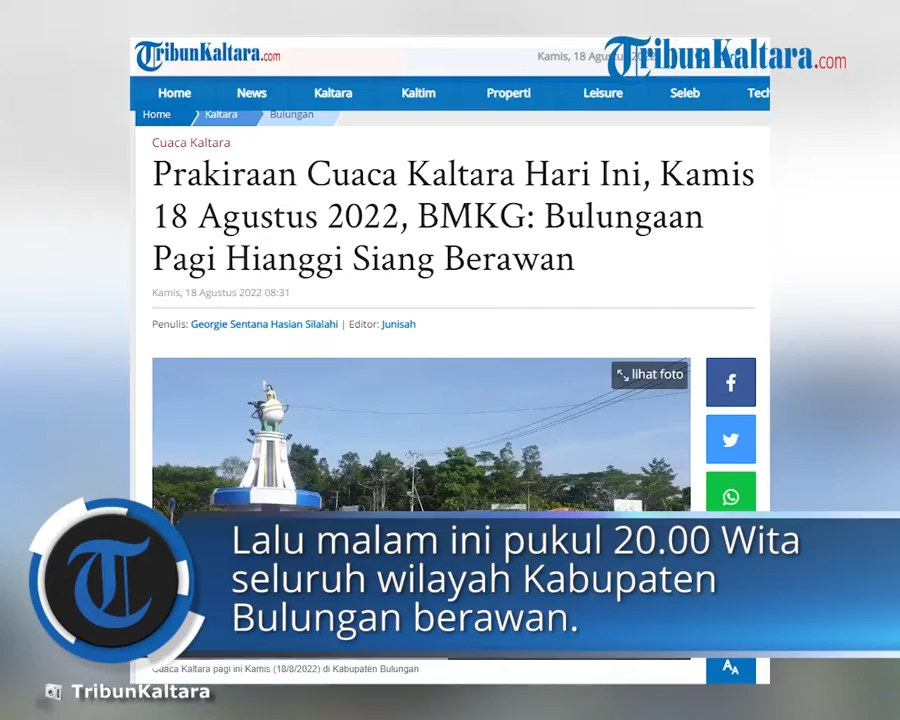 TribunKaltara.com
Kamis, 18 Agustus
TribunKaltara.com
Home News Kaltara Kaltim Properti Leisure Seleb Tech
Home Kaltara Bulungan
Cuaca Kaltara
Prakiraan Cuaca Kaltara Hari Ini, Kamis
18 Agustus 2022, BMKG: Bulungaan
Pagi Hianggi Siang Berawan
Kamis, 18 Agustus 2022 08:31
Penulis: Georgie Sentana Hasian Silalahi | Editor: Junisah
lihat foto
Lalu malam ini pukul 20.00 Wita
seluruh wilayah Kabupaten
Bulungan berawan.
T
AA
Cuaca Kaltara pagi ini Kamis (18/8/2022) di Kabupaten Bulungan
TribunKaltara